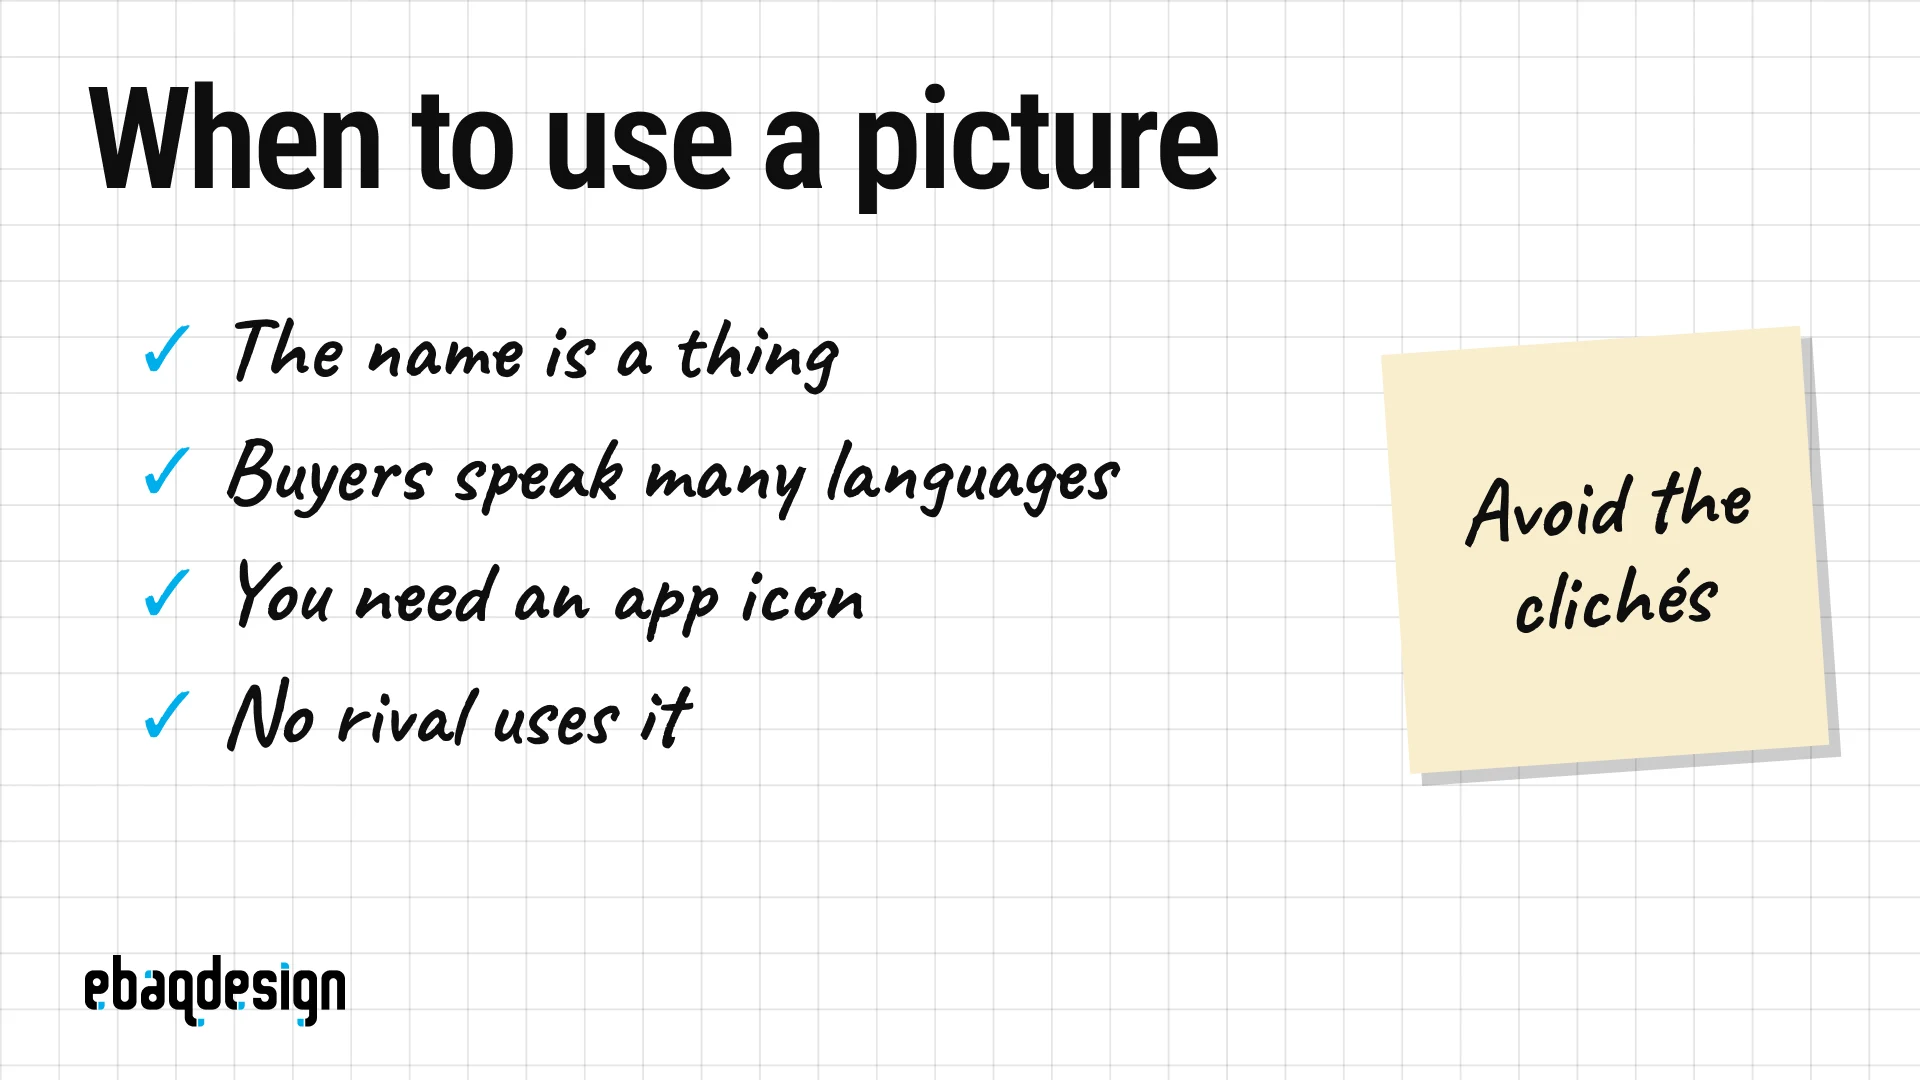 When to use a picture
✓ The name is a thing
✓ Buyers speak many languages
✓ You need an app icon
✓ No rival uses it
Avoid the
clichés
ebaqdesign